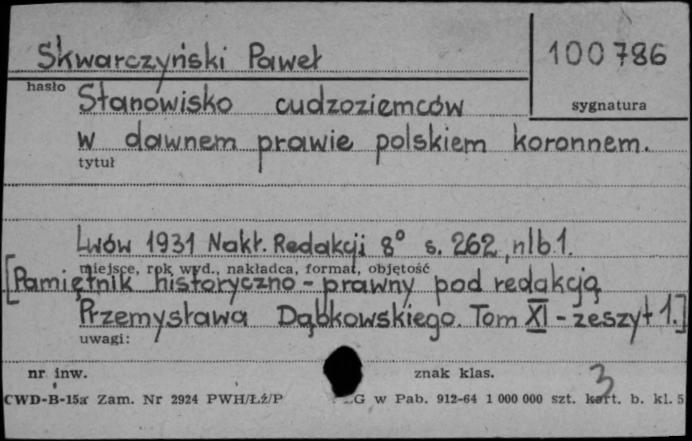 Skwarczyński Paweł
100786
hasło
sygnatura
Stanowisko cudzoziemców
w dawnem prawie polskiem koronnem.
tytuł
Lwów 1931 Nakł. Redakcji 8° s. 262, nlb 1.
miejsce, rok wyd., nakładca, format, objętość
[Pamiętnik historyczno-prawny pod redakcją
Przemysława Dąbkowskiego. Tom XI - zeszyt 1.]
uwagi:
nr inw.
znak klas.
3
CWD-B-15a Zam. Nr 2924 PWH/Łź/P G w Pab. 912-64 1 000 000 szt. kart. b. kl. 5